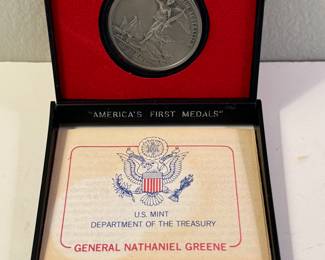 "AMERICA'S FIRST MEDALS"
U.S. MINT
DEPARTMENT OF THE TREASURY
GENERAL NATHANIEL GREENE